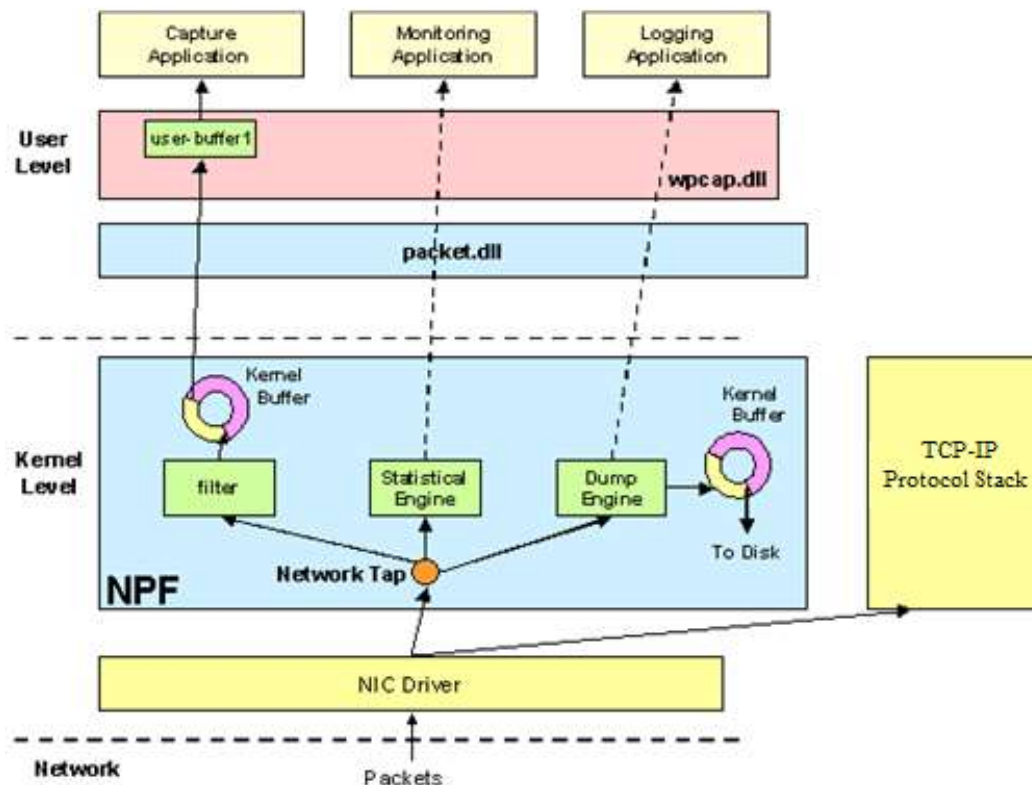 Capture
Application
Monitoring
Application
Logging
Application
User
Level
user-buffer1
wpcap.dll
packet.dll
Kernel
Buffer
Kernel
Buffer
Kernel
Level
filter
Statistical
Engine
Dump
Engine
TCP-IP
Protocol Stack
To Disk
Network Tap
NPF
NIC Driver
Network
Packets